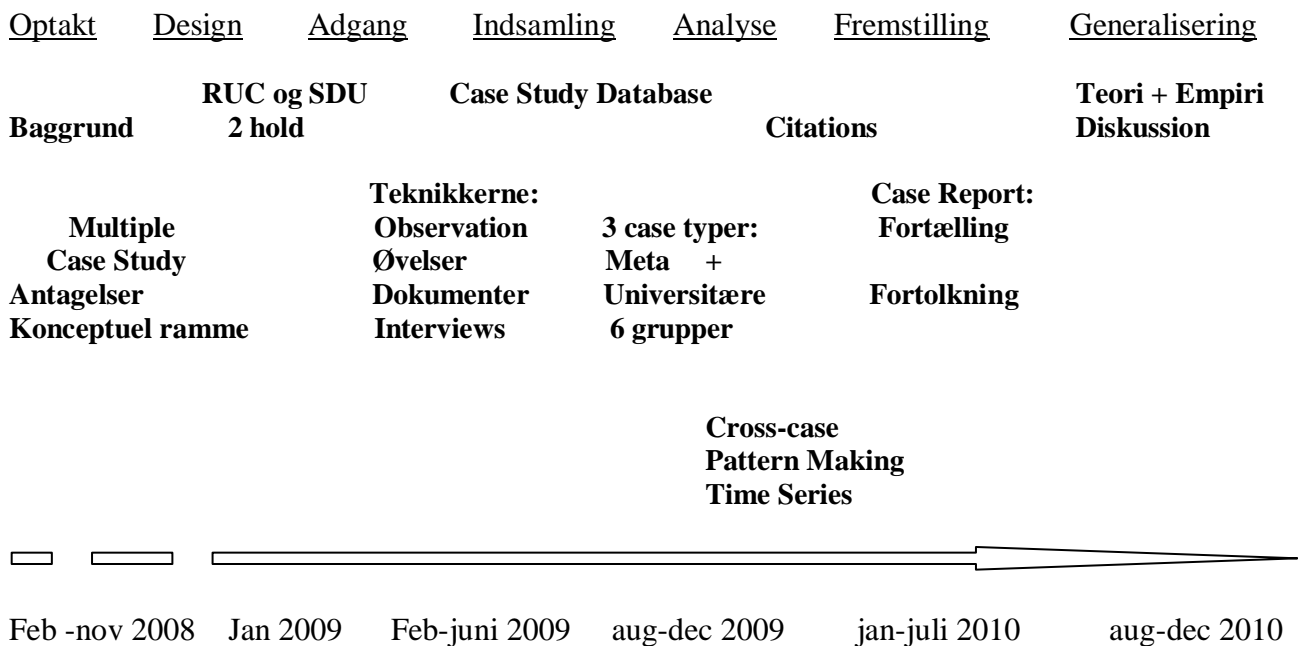 Optakt Design Adgang Indsamling Analyse Fremstilling Generalisering
RUC og SDU Case Study Database Teori + Empiri
Baggrund 2 hold Citations Diskussion
Teknikkerne: Case Report:
Multiple Observation 3 case typer: Fortælling
Case Study Øvelser Meta +
Antagelser Dokumenter Universitære Fortolkning
Konceptuel ramme Interviews 6 grupper
Cross-case
Pattern Making
Time Series
Feb -nov 2008 Jan 2009 Feb-juni 2009 aug-dec 2009 jan-juli 2010 aug-dec 2010